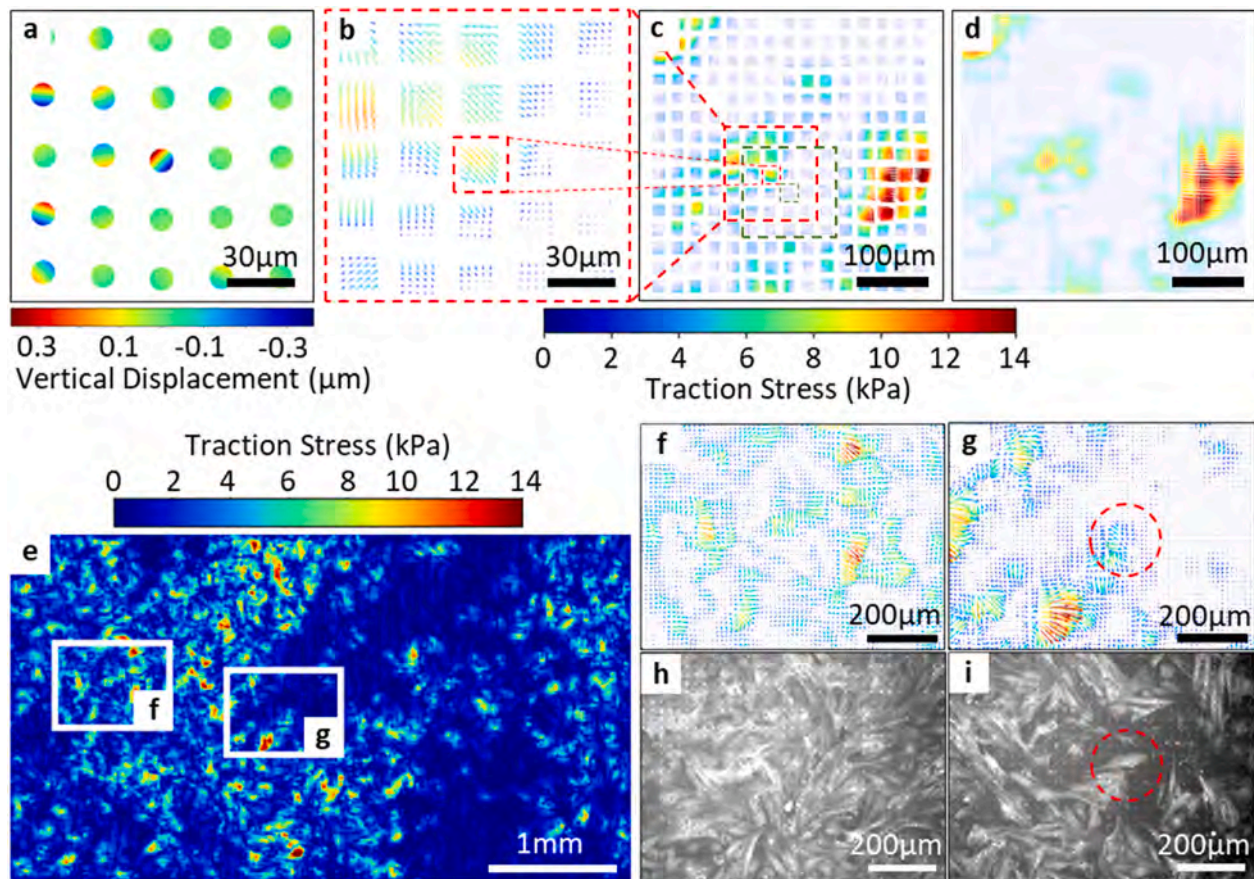 a
b
c
d
30μm
30μm
100μm
100μm
0.3 0.1 -0.1 -0.3
Vertical Displacement (μm)
0 2 4 6 8 10 12 14
Traction Stress (kPa)
Traction Stress (kPa)
0 2 4 6 8 10 12 14
e
f
g
1mm
f
g
200μm
200μm
h
i
200μm
200μm